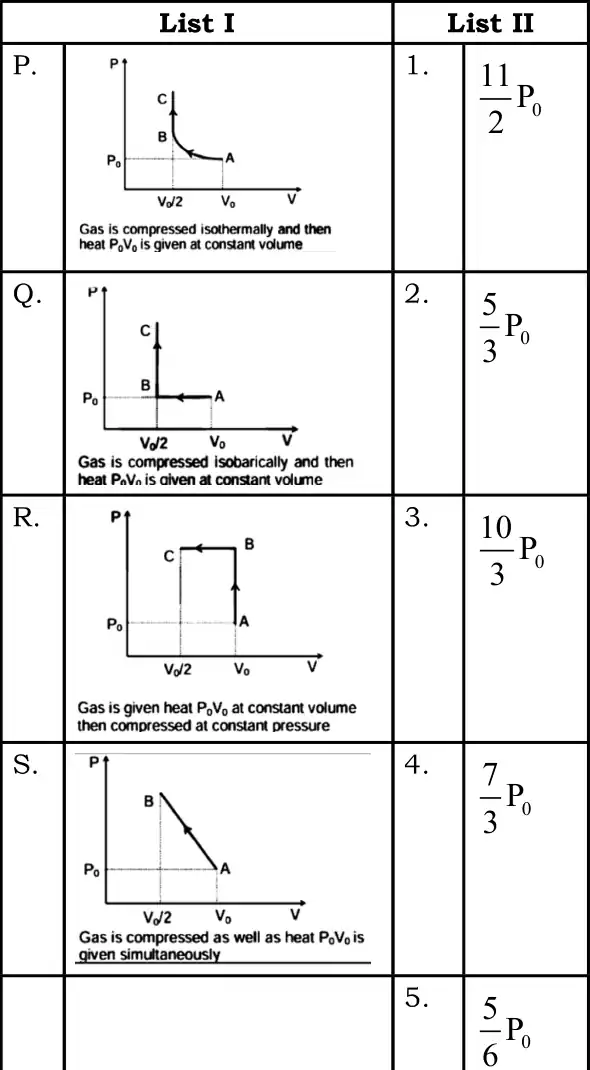 List I
List II
P.
P
C
B
A
P₀
V₀/2
V₀
V
Gas is compressed isothermally and then
heat P₀V₀ is given at constant volume
1.
11/2 P₀
Q.
P
C
B
A
P₀
V₀/2
V₀
V
Gas is compressed isobarically and then
heat P₀V₀ is given at constant volume
2.
5/3 P₀
R.
P
C
B
A
P₀
V₀/2
V₀
V
Gas is given heat P₀V₀ at constant volume
then compressed at constant pressure
3.
10/3 P₀
S.
P
B
A
P₀
V₀/2
V₀
V
Gas is compressed as well as heat P₀V₀ is
given simultaneously
4.
7/3 P₀
5.
5/6 P₀